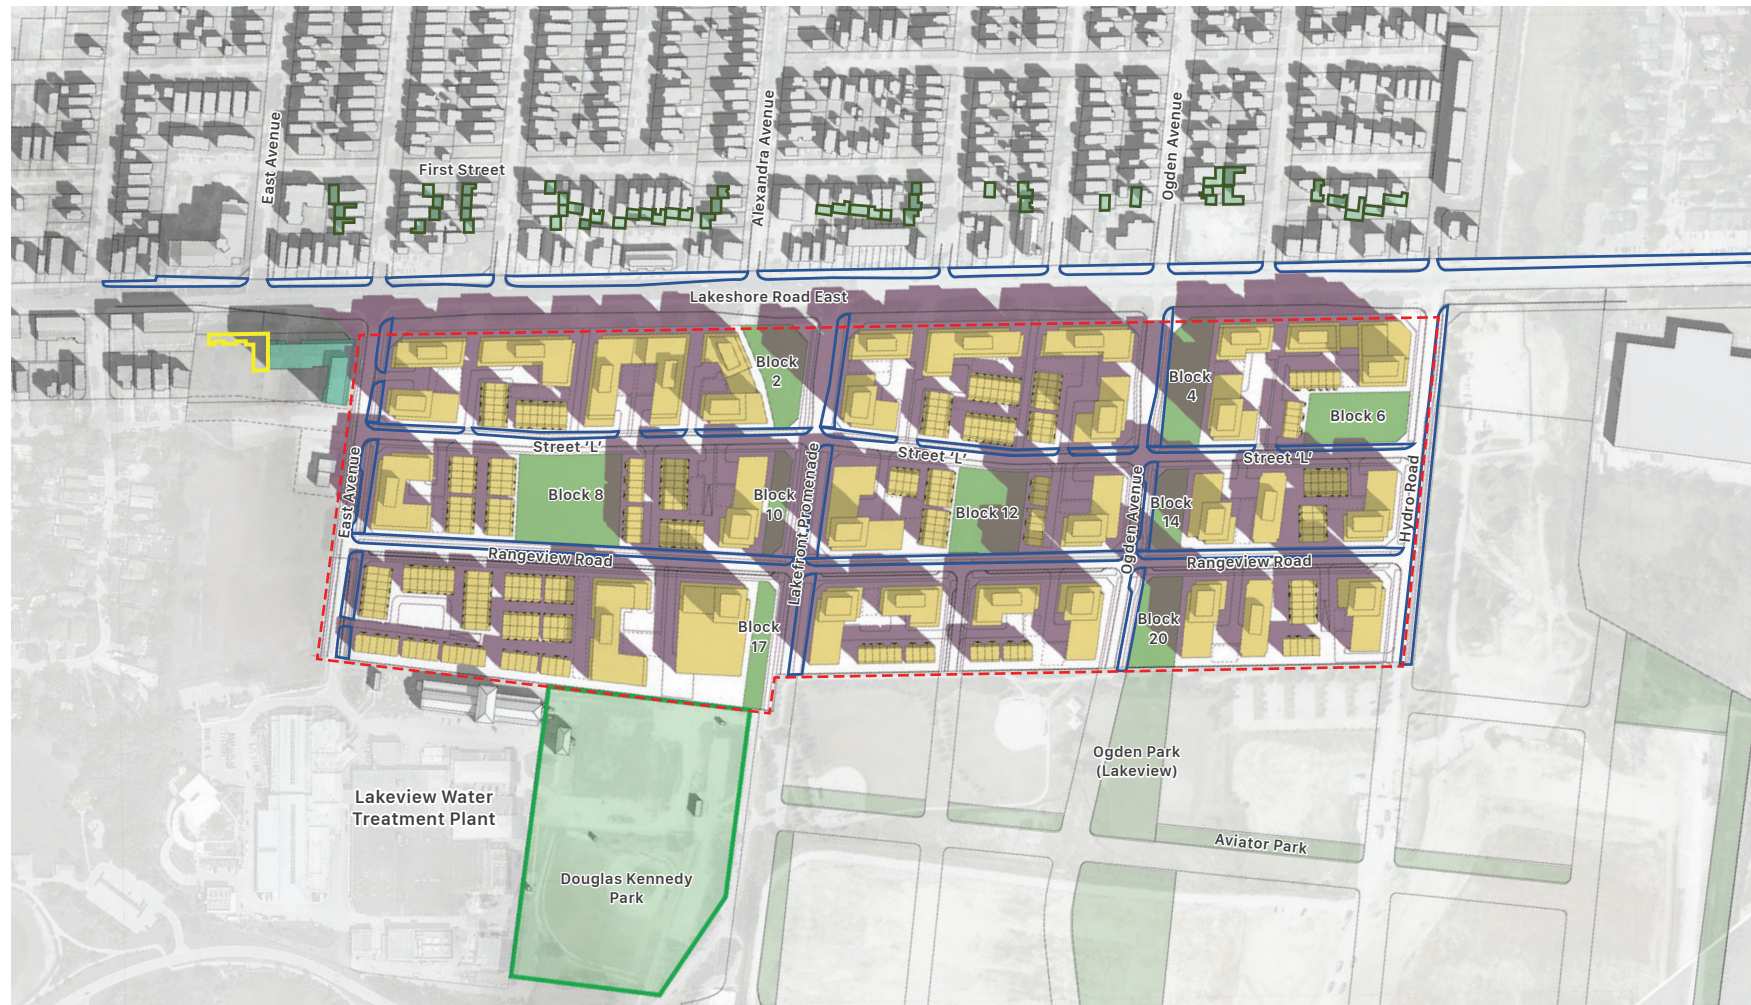 East Avenue
First Street
Alexandra Avenue
Ogden Avenue
Lakeshore Road East
Block
2
Block
4
Block 6
Street ‘L’
Street ‘L’
Street ‘L’
East Avenue
Block 8
Block
10
Lakefront Promenade
Block 12
Ogden Avenue
Block
14
Hydro Road
Rangeview Road
Rangeview Road
Block
17
Block
20
Lakeview Water
Treatment Plant
Ogden Park
(Lakeview)
Aviator Park
Douglas Kennedy
Park